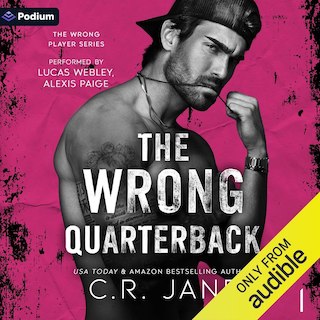 Podium
THE WRONG
PLAYER SERIES
PERFORMED BY
LUCAS WEBLEY,
ALEXIS PAIGE
THE
WRONG
QUARTERBACK
USA TODAY & AMAZON BESTSELLING
C.R.
ONLY FROM
audible